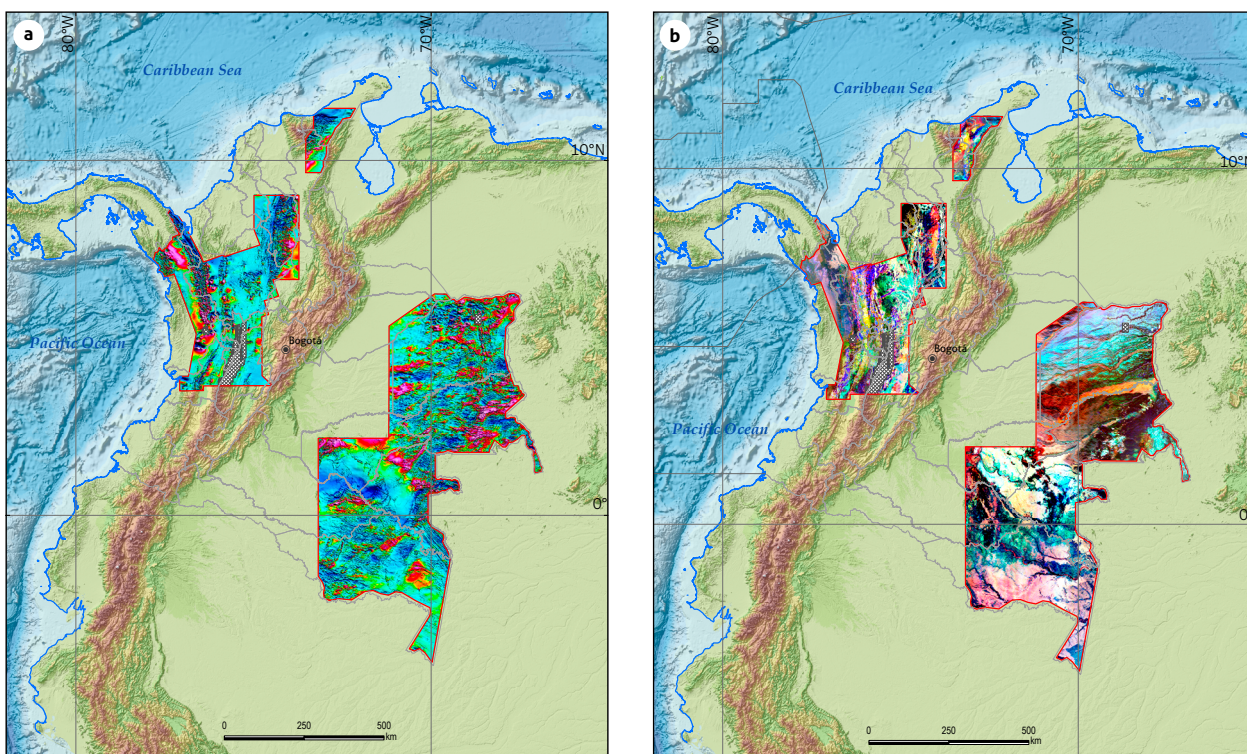 a
80°W
70°W
Caribbean Sea
10°N
Pacific Ocean
Bogotá
0°
0 250 500
km
b
80°W
70°W
Caribbean Sea
10°N
Pacific Ocean
Bogotá
0
0 250 500
km